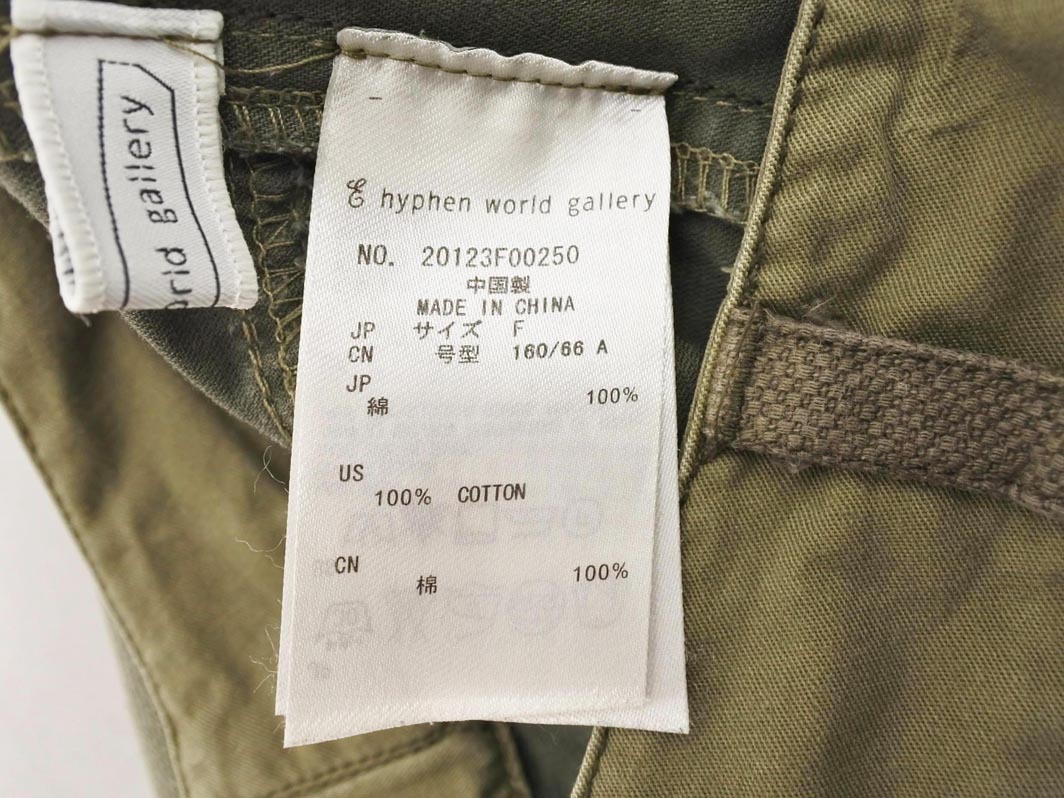 orld gallery
E hyphen world gallery
NO. 20123F00250
中国製
MADE IN CHINA
JP サイズ F
CN 号型 160/66 A
JP
綿 100%
US
100% COTTON
CN
棉 100%